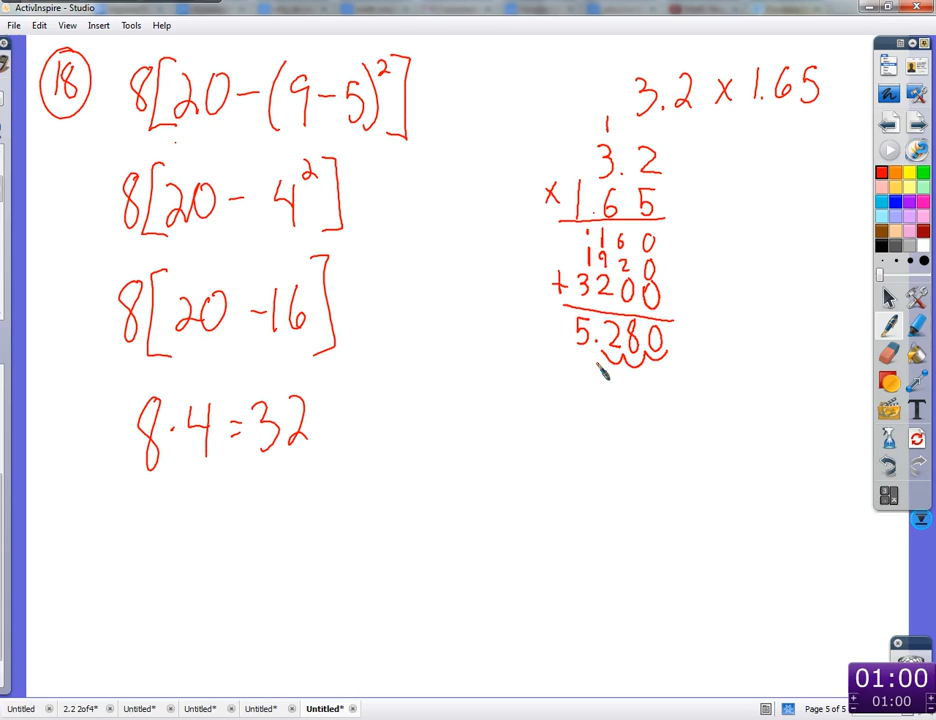 ActivInspire - Studio
File Edit View Insert Tools Help
18
8[20-(9-5)²]
8[20-4²]
8[20-16]
8·4=32
3.2 x 1.65
1
3.2
x 1.65
1
160
1920
+3200
5.280
01:00
01:00
Untitled 2.2 2of4* Untitled* Untitled* Untitled* Untitled* Page 5 of 5